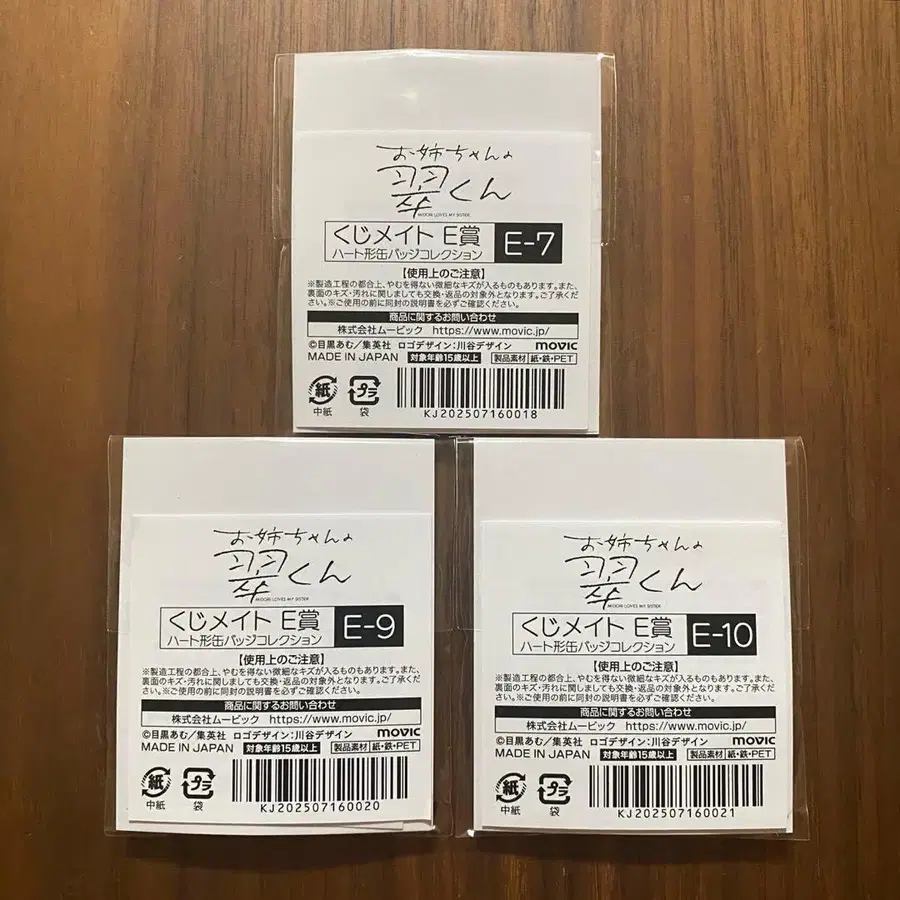 お姉ちゃんの
翠くん
MIDORI LOVES MY SISTER
くじメイト E賞
ハート形缶バッジコレクション
E-7
【使用上のご注意】
※製造工程の都合上、やむを得ない微細なキズが入るものもあります。また、
裏面のキズ・汚れに関しましても交換・返品の対象外となります。ご了承くだ
さい。※ご使用の前に同封の説明書を必ずご確認ください。
商品に関するお問い合わせ
株式会社ムービック https://www.movic.jp/
©目黒あむ/集英社 ロゴデザイン:川谷デザイン movic
MADE IN JAPAN 対象年齢15歳以上 製品素材 紙・鉄・PET
紙 プラ
中紙 袋
KJ202507160018
お姉ちゃんの
翠くん
MIDORI LOVES MY SISTER
くじメイト E賞
ハート形缶バッジコレクション
E-9
【使用上のご注意】
※製造工程の都合上、やむを得ない微細なキズが入るものもあります。また、
裏面のキズ・汚れに関しましても交換・返品の対象外となります。ご了承くだ
さい。※ご使用の前に同封の説明書を必ずご確認ください。
商品に関するお問い合わせ
株式会社ムービック https://www.movic.jp/
©目黒あむ/集英社 ロゴデザイン:川谷デザイン movic
MADE IN JAPAN 対象年齢15歳以上 製品素材 紙・鉄・PET
紙 プラ
中紙 袋
KJ202507160020
お姉ちゃんの
翠くん
MIDORI LOVES MY SISTER
くじメイト E賞
ハート形缶バッジコレクション
E-10
【使用上のご注意】
※製造工程の都合上、やむを得ない微細なキズが入るものもあります。また、
裏面のキズ・汚れに関しましても交換・返品の対象外となります。ご了承くだ
さい。※ご使用の前に同封の説明書を必ずご確認ください。
商品に関するお問い合わせ
株式会社ムービック https://www.movic.jp/
©目黒あむ/集英社 ロゴデザイン:川谷デザイン movic
MADE IN JAPAN 対象年齢15歳以上 製品素材 紙・鉄・PET
紙 プラ
中紙 袋
KJ202507160021